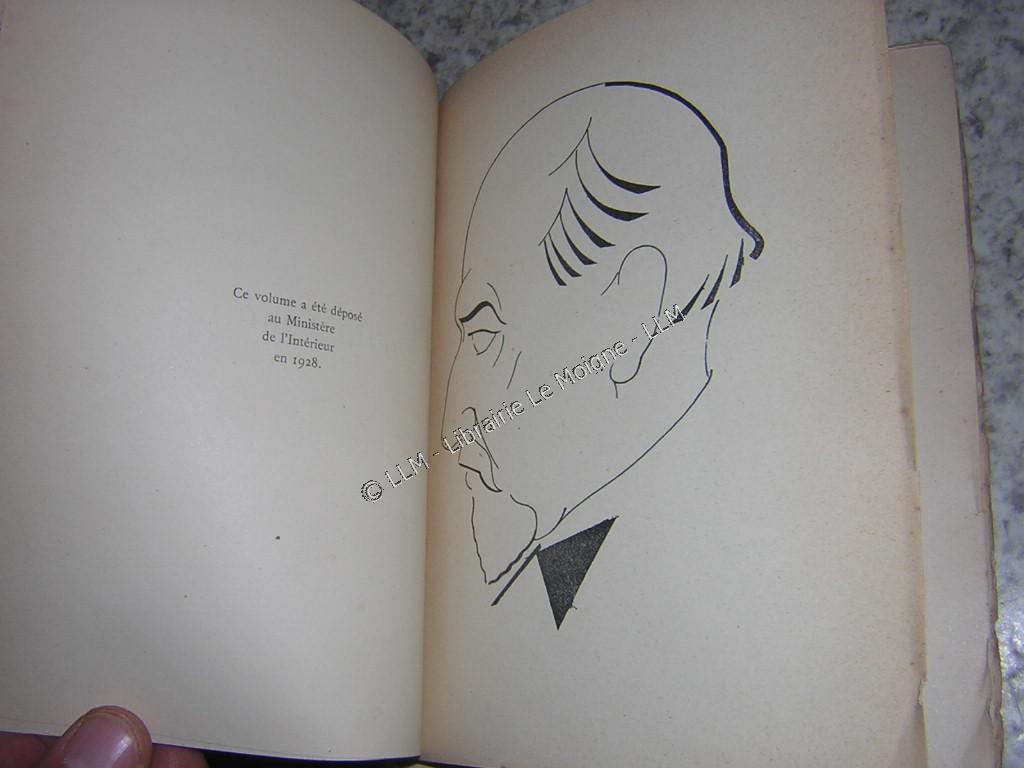 Ce volume a été déposé
au Ministère
de l'Intérieur
en 1928.
© LLM - Librairie Le Moigne - LLM